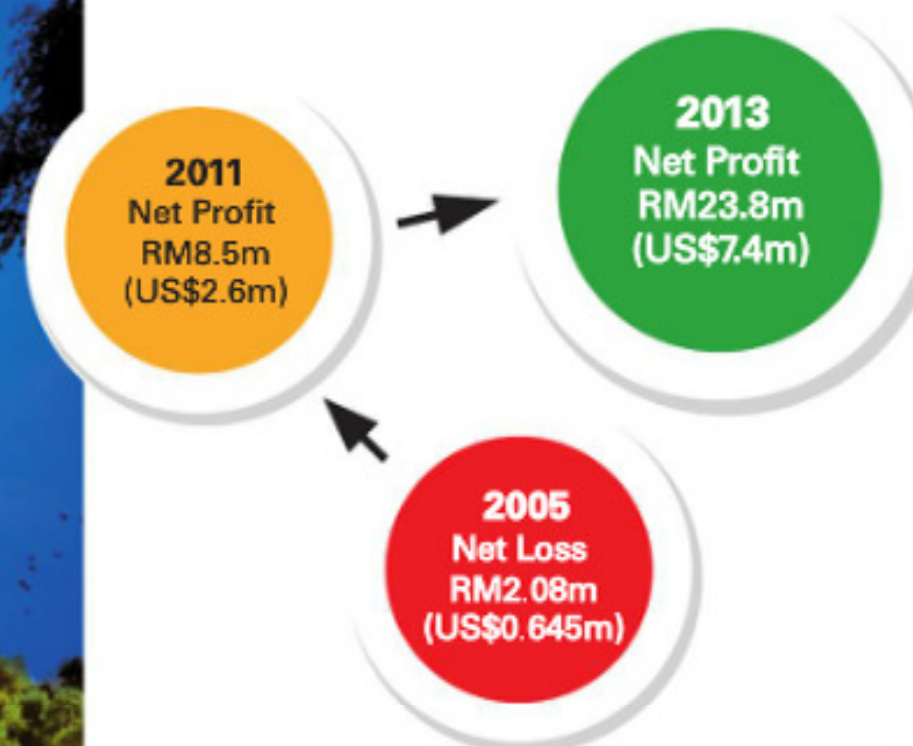 2011
Net Profit
RM8.5m
(US$2.6m)
2013
Net Profit
RM23.8m
(US$7.4m)
2005
Net Loss
RM2.08m
(US$0.645m)